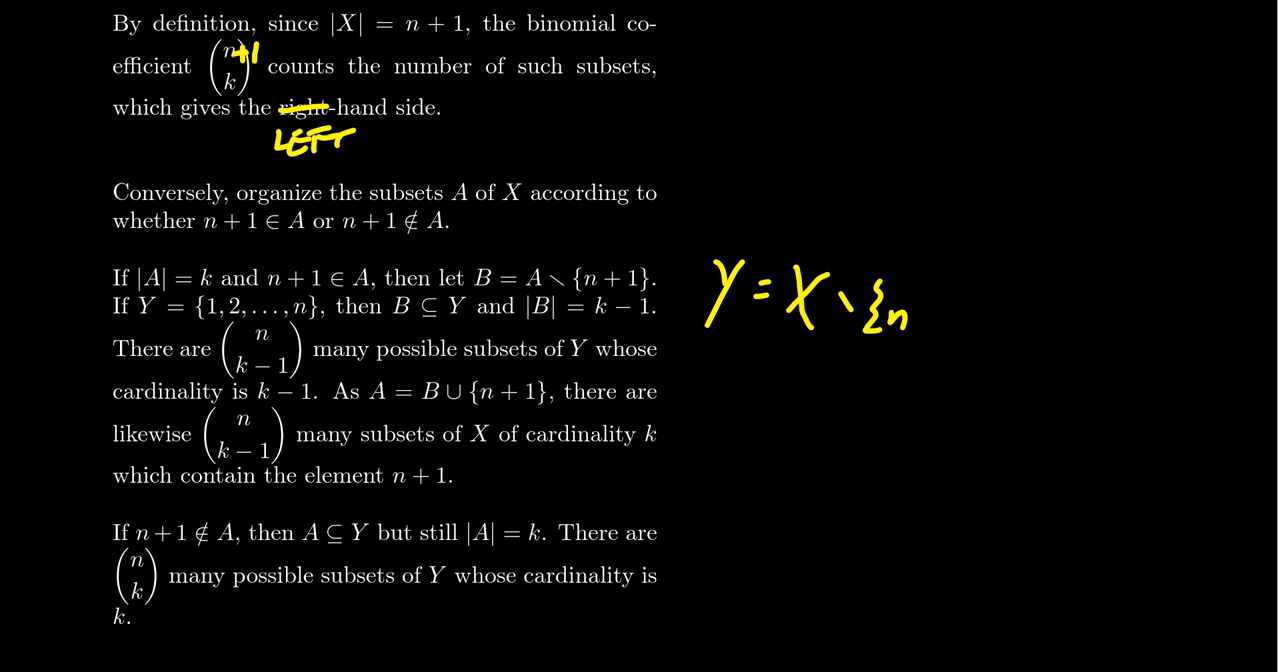 By definition, since |X| = n + 1, the binomial co-
efficient (n+1 k) counts the number of such subsets,
which gives the ~~right~~-hand side.
LEFT
Conversely, organize the subsets A of X according to
whether n + 1 ∈ A or n + 1 ∉ A.
If |A| = k and n + 1 ∈ A, then let B = A ∖ {n + 1}.
If Y = {1, 2, . . . , n}, then B ⊆ Y and |B| = k − 1.
There are (n k − 1) many possible subsets of Y whose
cardinality is k − 1. As A = B ∪ {n + 1}, there are
likewise (n k − 1) many subsets of X of cardinality k
which contain the element n + 1.
If n + 1 ∉ A, then A ⊆ Y but still |A| = k. There are
(n k) many possible subsets of Y whose cardinality is
k.
Y = X ∖ {n